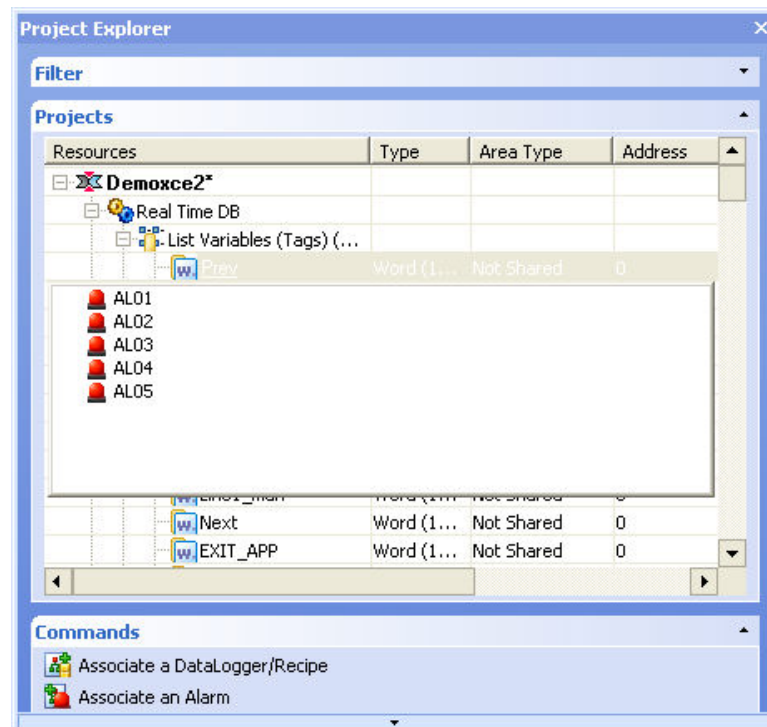 Project Explorer
Filter
Projects
Resources Type Area Type Address
Demoxce2*
Real Time DB
List Variables (Tags) (...
w. Prev Word (1... Not Shared 0
AL01
AL02
AL03
AL04
AL05
w. Next Word (1... Not Shared 0
w. EXIT_APP Word (1... Not Shared 0
Commands
Associate a DataLogger/Recipe
Associate an Alarm